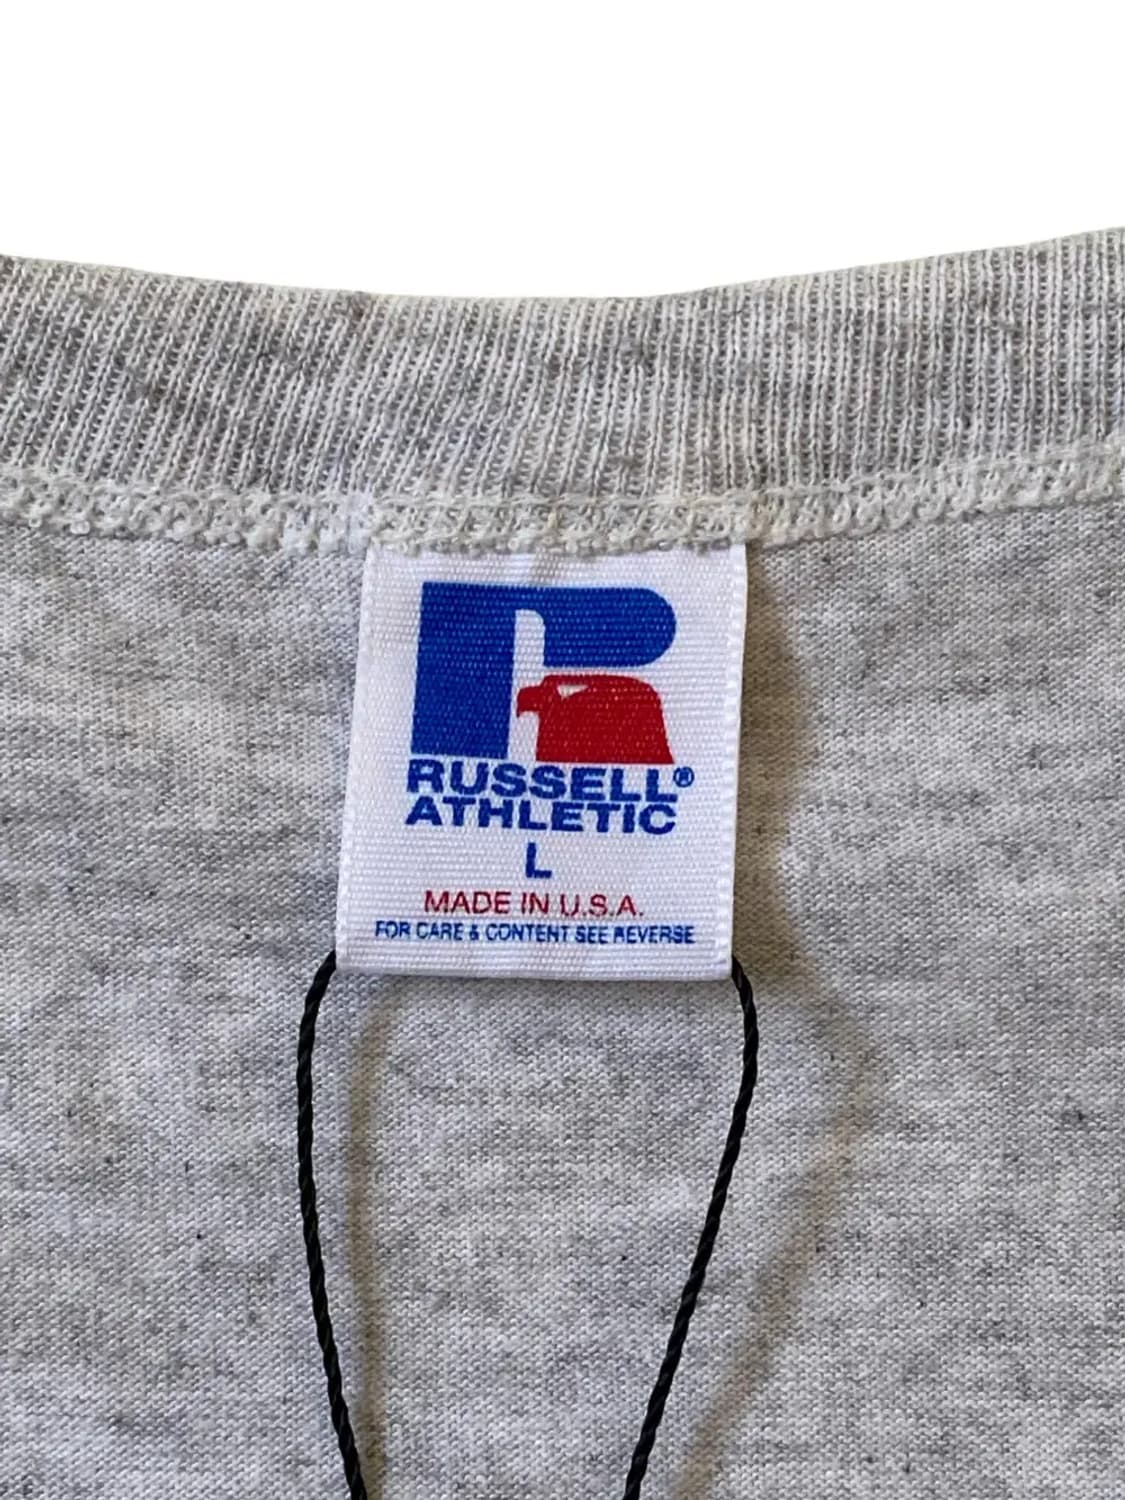 RUSSELL®
ATHLETIC
L
MADE IN U.S.A.
FOR CARE & CONTENT SEE REVERSE